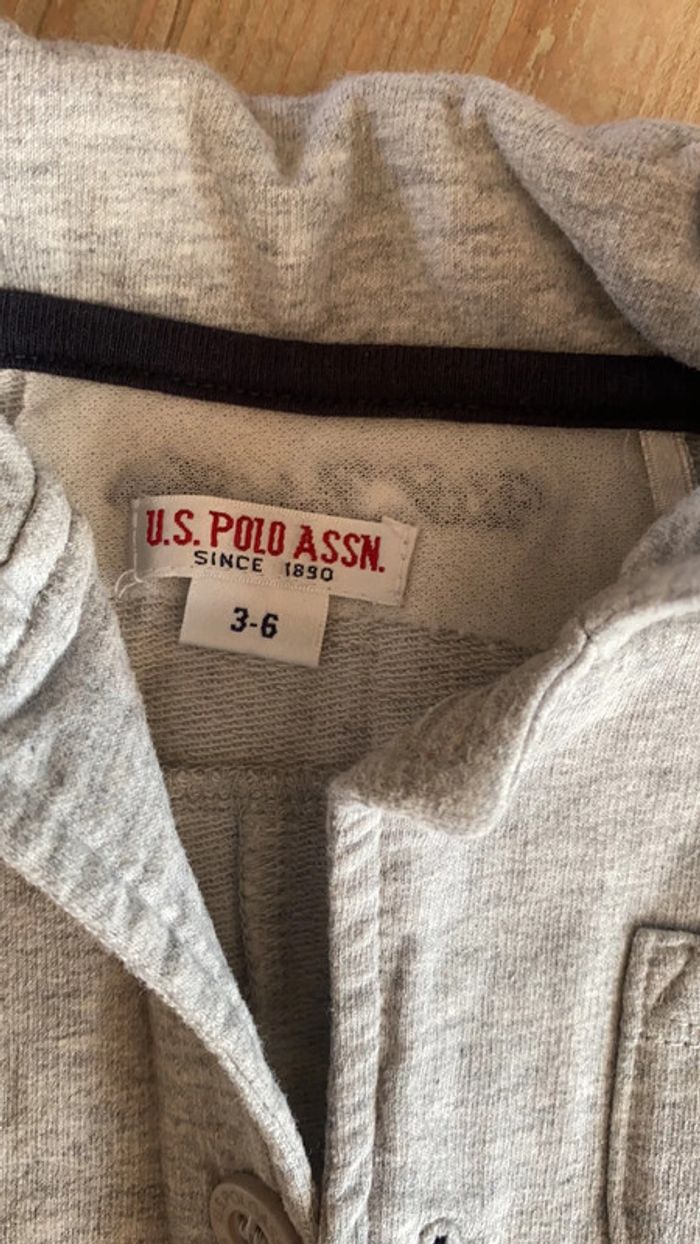 U.S. POLO ASSN.
SINCE 1890
3-6